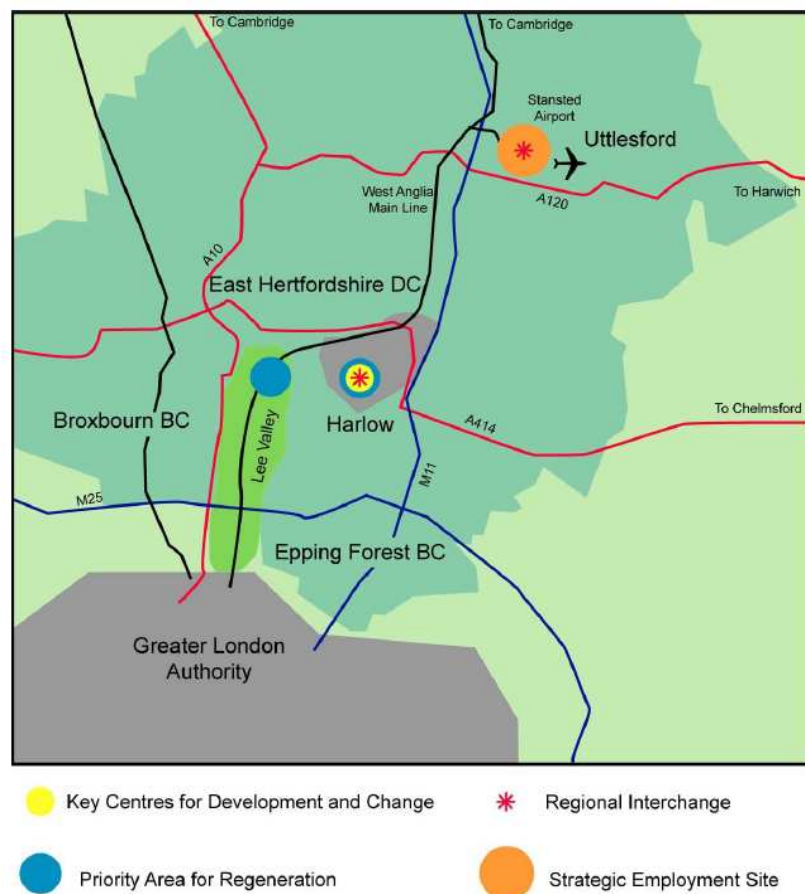 To Cambridge
To Cambridge
Stansted
Airport
Uttlesford
West Anglia
Main Line
A120
To Harwich
A10
East Hertfordshire DC
Broxbourn BC
Lee Valley
Harlow
To Chelmsford
A414
M11
M25
Epping Forest BC
Greater London
Authority
Key Centres for Development and Change
Regional Interchange
Priority Area for Regeneration
Strategic Employment Site